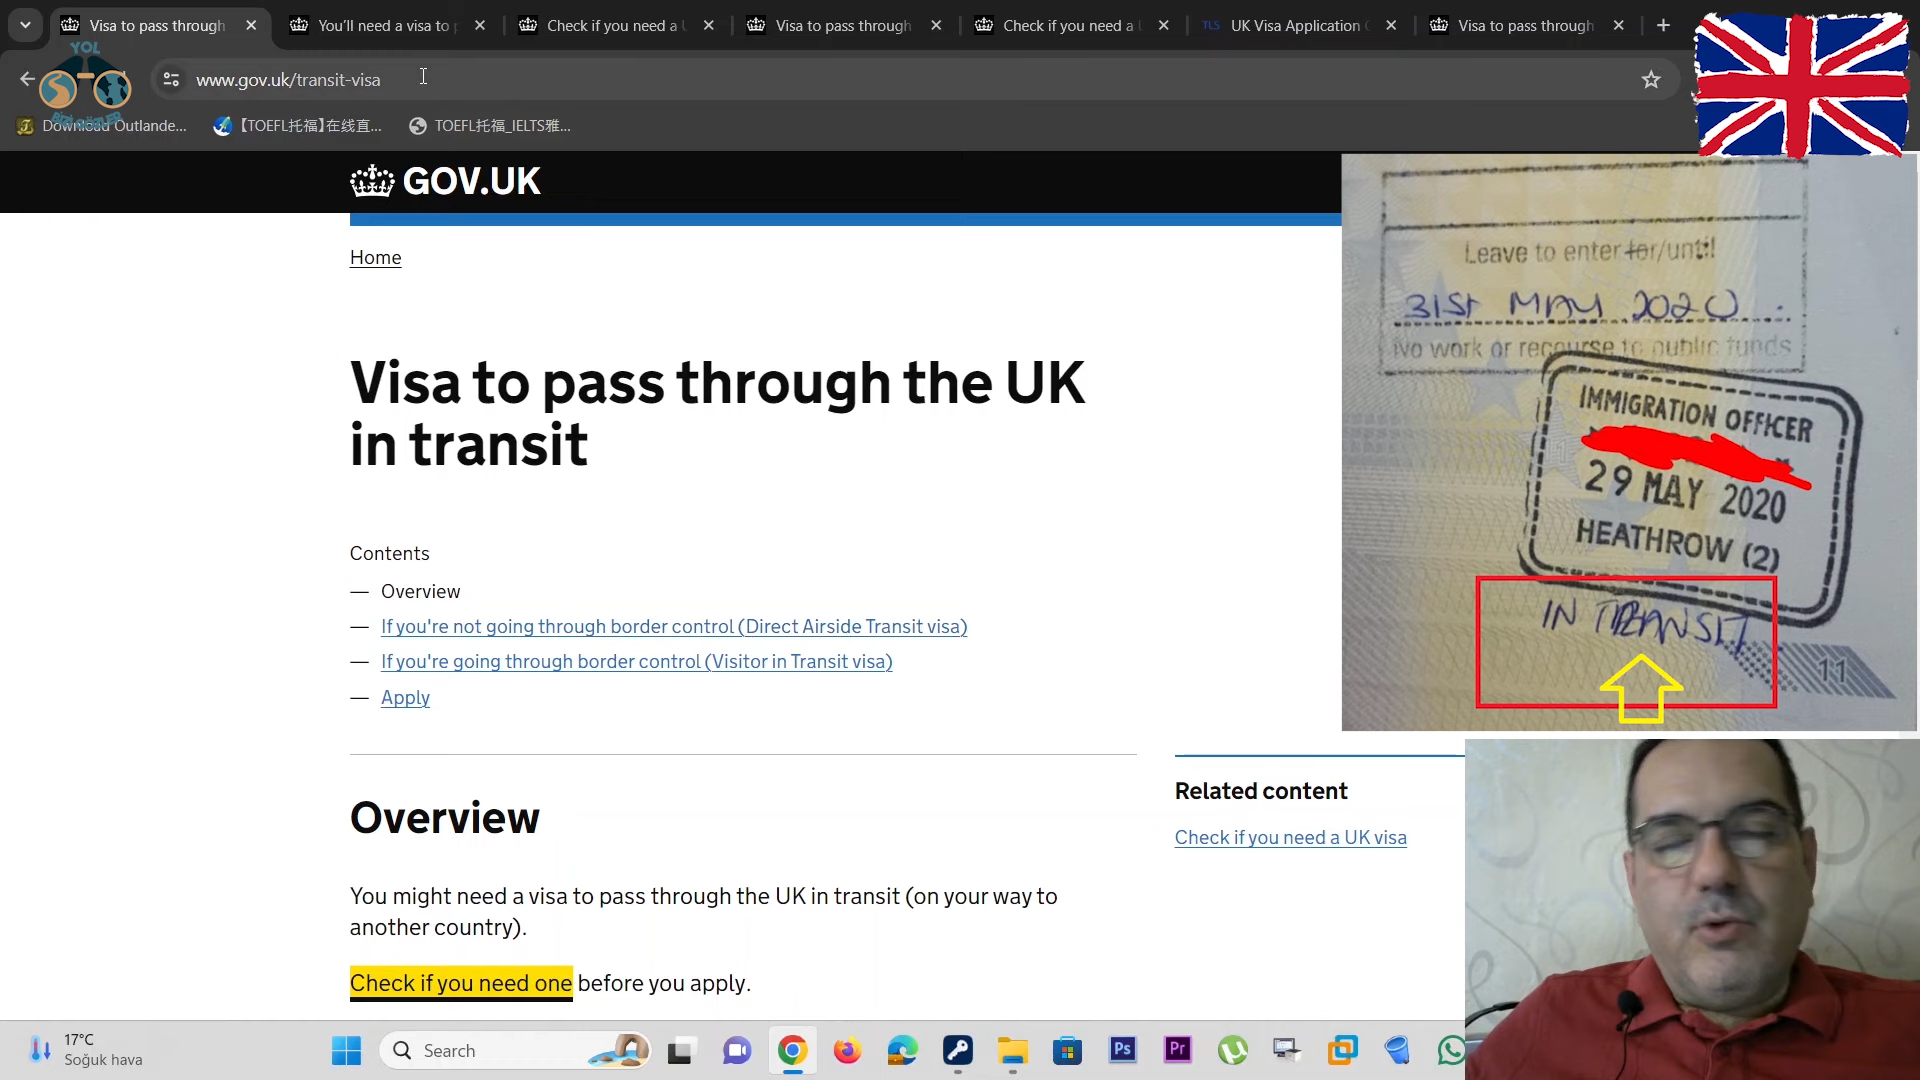 Visa to pass through
You'll need a visa to p
Check if you need a U
Visa to pass through
Check if you need a U
TLS UK Visa Application C
Visa to pass through
www.gov.uk/transit-visa
YOL
BİZİ GÖZLER
Download Outlande...
【TOEFL托福】在线直...
TOEFL托福_IELTS雅...
GOV.UK
Home
Visa to pass through the UK
in transit
Contents
— Overview
— If you're not going through border control (Direct Airside Transit visa)
— If you're going through border control (Visitor in Transit visa)
— Apply
Overview
You might need a visa to pass through the UK in transit (on your way to
another country).
Check if you need one before you apply.
Related content
Check if you need a UK visa
Leave to enter for/until
31st MAY 2020
No work or recourse to public funds
IMMIGRATION OFFICER
29 MAY 2020
HEATHROW (2)
IN TRANSIT
11
17°C
Soğuk hava
Search
Ps
Pr